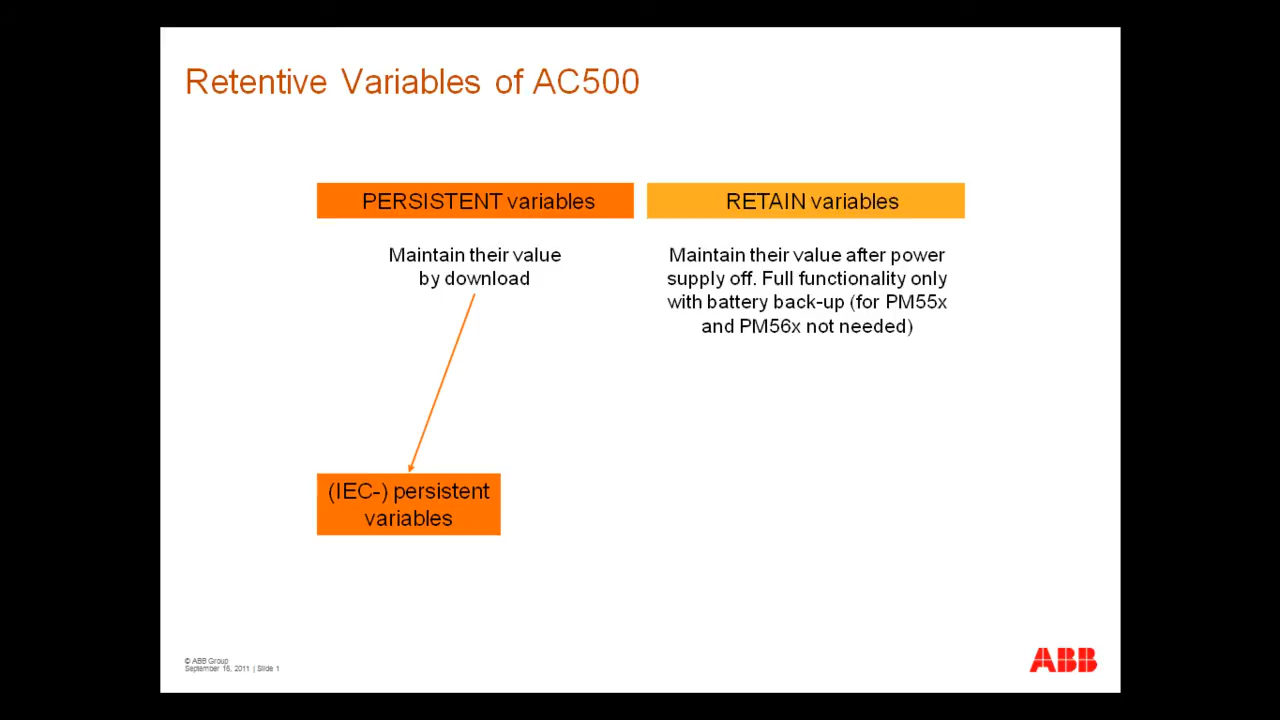 Retentive Variables of AC500
PERSISTENT variables
RETAIN variables
Maintain their value
by download
Maintain their value after power
supply off. Full functionality only
with battery back-up (for PM55x
and PM56x not needed)
(IEC-) persistent
variables
© ABB Group
September 16, 2011 | Slide 1
ABB